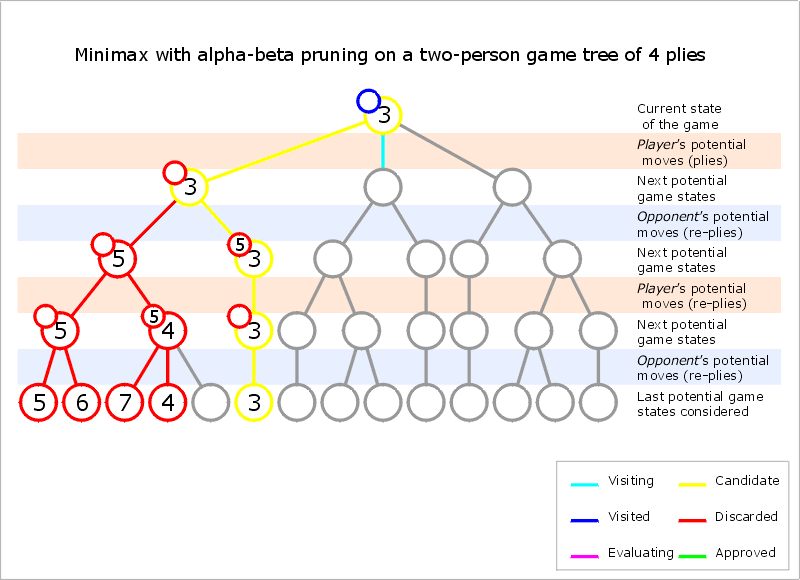 Minimax with alpha-beta pruning on a two-person game tree of 4 plies
3
Current state
of the game
Player's potential
moves (plies)
3
Next potential
game states
Opponent's potential
moves (re-plies)
5
5
3
Next potential
game states
Player's potential
moves (re-plies)
5
5
4
3
Next potential
game states
Opponent's potential
moves (re-plies)
5
6
7
4
3
Last potential game
states considered
Visiting
Candidate
Visited
Discarded
Evaluating
Approved